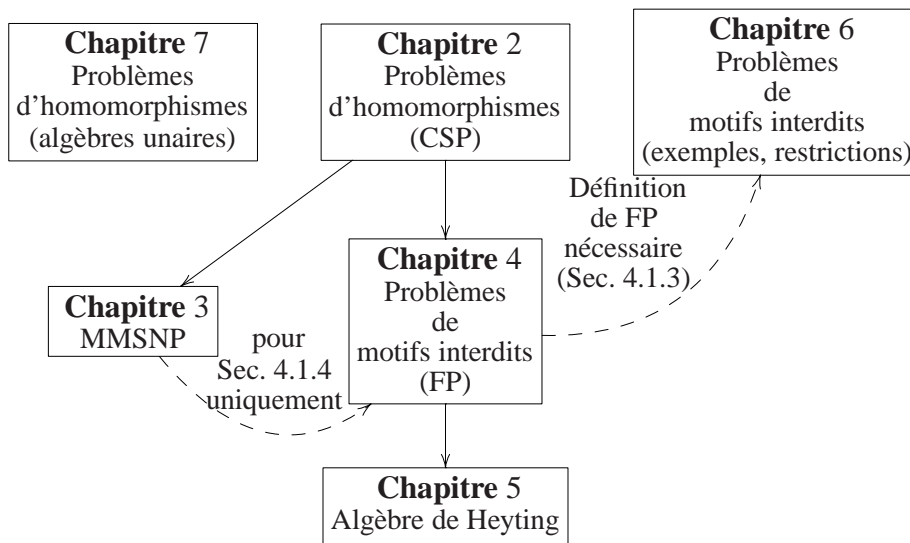 Chapitre 7
Problèmes
d'homomorphismes
(algèbres unaires)
Chapitre 2
Problèmes
d'homomorphismes
(CSP)
Chapitre 6
Problèmes
de
motifs interdits
(exemples, restrictions)
Définition
de FP
nécessaire
(Sec. 4.1.3)
Chapitre 3
MMSNP
pour
Sec. 4.1.4
uniquement
Chapitre 4
Problèmes
de
motifs interdits
(FP)
Chapitre 5
Algèbre de Heyting